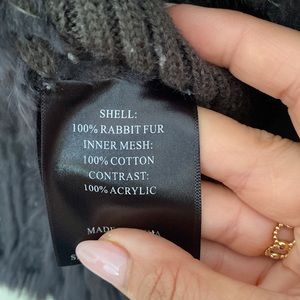 SHELL:
100% RABBIT FUR
INNER MESH:
100% COTTON
CONTRAST:
100% ACRYLIC